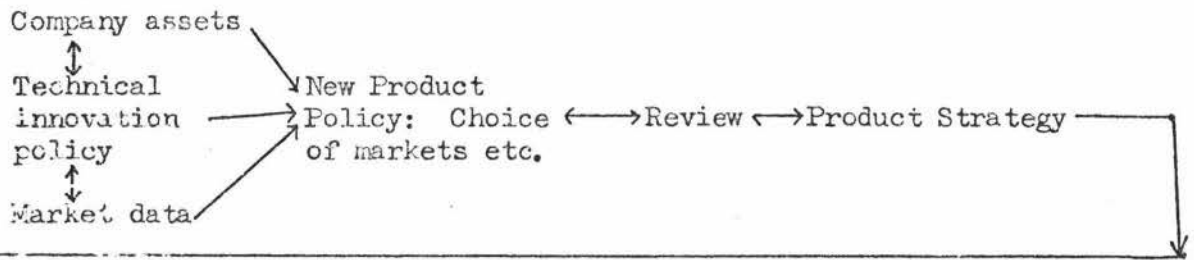 Company assets
Technical
innovation
policy
Market data
New Product
Policy: Choice
of markets etc.
Review
Product Strategy